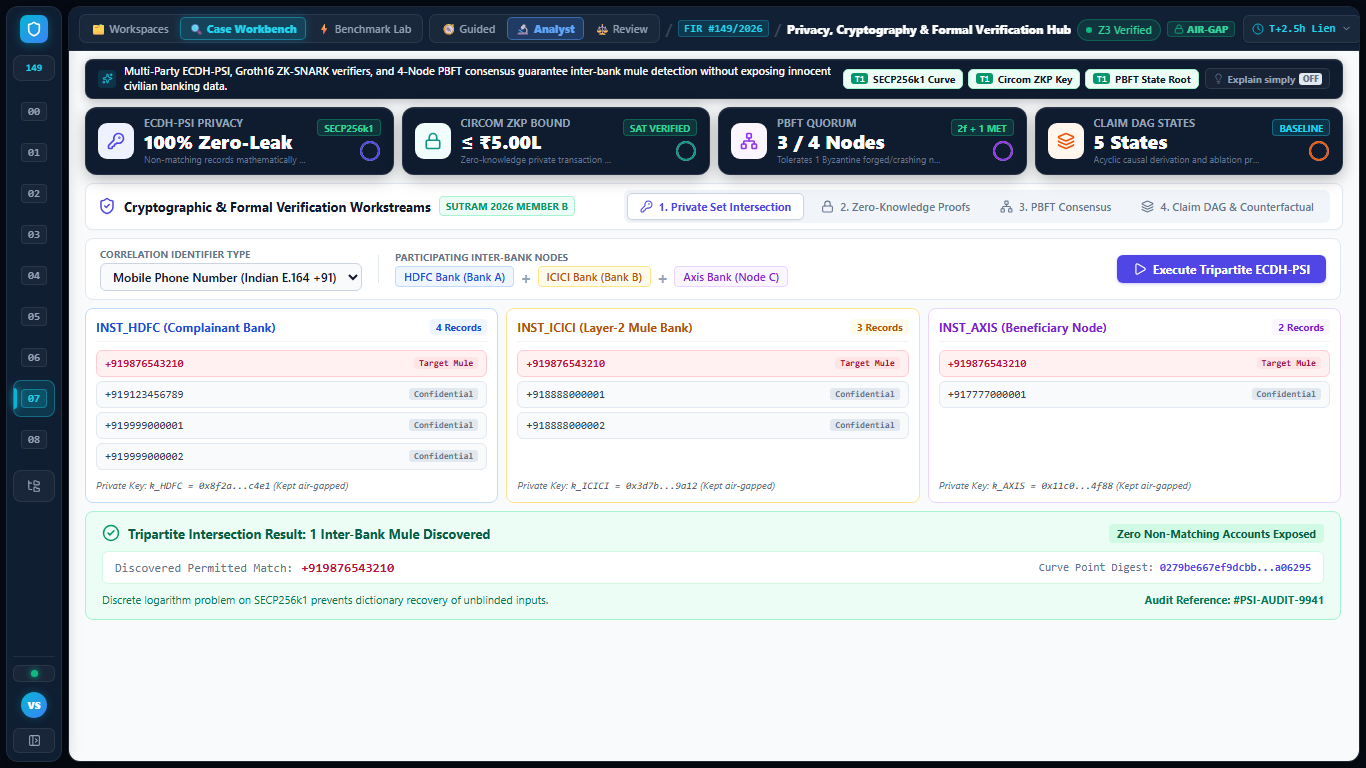 Workspaces Case Workbench Benchmark Lab Guided Analyst Review / FIR #149/2026 / Privacy, Cryptography & Formal Verification Hub Z3 Verified AIR-GAP T+2.5h Lien
149
00
01
02
03
04
05
06
07
08
VS
Multi-Party ECDH-PSI, Groth16 ZK-SNARK verifiers, and 4-Node PBFT consensus guarantee inter-bank mule detection without exposing innocent
civilian banking data.
T1 SECP256k1 Curve T1 Circom ZKP Key T1 PBFT State Root Explain simply OFF
ECDH-PSI PRIVACY SECP256k1
100% Zero-Leak
Non-matching records mathematically ...
CIRCOM ZKP BOUND SAT VERIFIED
≤ ₹5.00L
Zero-knowledge private transaction ...
PBFT QUORUM 2f + 1 MET
3 / 4 Nodes
Tolerates 1 Byzantine forged/crashing n...
CLAIM DAG STATES BASELINE
5 States
Acyclic causal derivation and ablation pr...
Cryptographic & Formal Verification Workstreams SUTRAM 2026 MEMBER B
1. Private Set Intersection 2. Zero-Knowledge Proofs 3. PBFT Consensus 4. Claim DAG & Counterfactual
CORRELATION IDENTIFIER TYPE
Mobile Phone Number (Indian E.164 +91)
PARTICIPATING INTER-BANK NODES
HDFC Bank (Bank A) + ICICI Bank (Bank B) + Axis Bank (Node C)
Execute Tripartite ECDH-PSI
INST_HDFC (Complainant Bank) 4 Records
+919876543210 Target Mule
+919123456789 Confidential
+919999000001 Confidential
+919999000002 Confidential
Private Key: k_HDFC = 0x8f2a...c4e1 (Kept air-gapped)
INST_ICICI (Layer-2 Mule Bank) 3 Records
+919876543210 Target Mule
+918888000001 Confidential
+918888000002 Confidential
Private Key: k_ICICI = 0x3d7b...9a12 (Kept air-gapped)
INST_AXIS (Beneficiary Node) 2 Records
+919876543210 Target Mule
+917777000001 Confidential
Private Key: k_AXIS = 0x11c0...4f88 (Kept air-gapped)
Tripartite Intersection Result: 1 Inter-Bank Mule Discovered Zero Non-Matching Accounts Exposed
Discovered Permitted Match: +919876543210 Curve Point Digest: 0279be667ef9dcbb...a06295
Discrete logarithm problem on SECP256k1 prevents dictionary recovery of unblinded inputs. Audit Reference: #PSI-AUDIT-9941